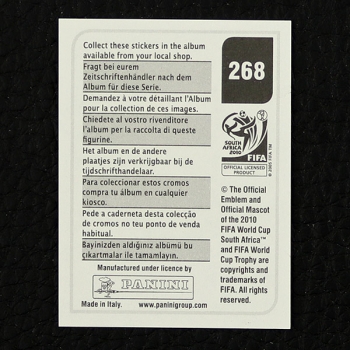 Collect these stickers in the album
available from your local shop.
Fragt bei eurem
Zeitschriftenhändler nach dem
Album für diese Serie.
Demandez à votre détaillant l'Album
pour la collection de ces images.
Chiedete al vostro rivenditore
l'album per la raccolta di queste
figurine.
Het album en de andere
plaatjes zijn verkrijgbaar bij de
tijdschrifthandelaar.
Para coleccionar estos cromos
compra tu álbum en cualquier
kiosco.
Pede a caderneta desta colecção
de cromos no teu ponto de venda
habitual.
Bayinizden aldığınız albümü bu
çıkartmalar ile tamamlayın.
Manufactured under licence by
PANINI
Made in Italy. www.paninigroup.com
268
SOUTH AFRICA
2010
FIFA
OFFICIAL LICENSED
PRODUCT
© 2005 FIFA TM
© The Official
Emblem and
Official Mascot
of the 2010
FIFA World Cup
South Africa™
and FIFA World
Cup Trophy are
copyrights and
trademarks of
FIFA. All rights
reserved.